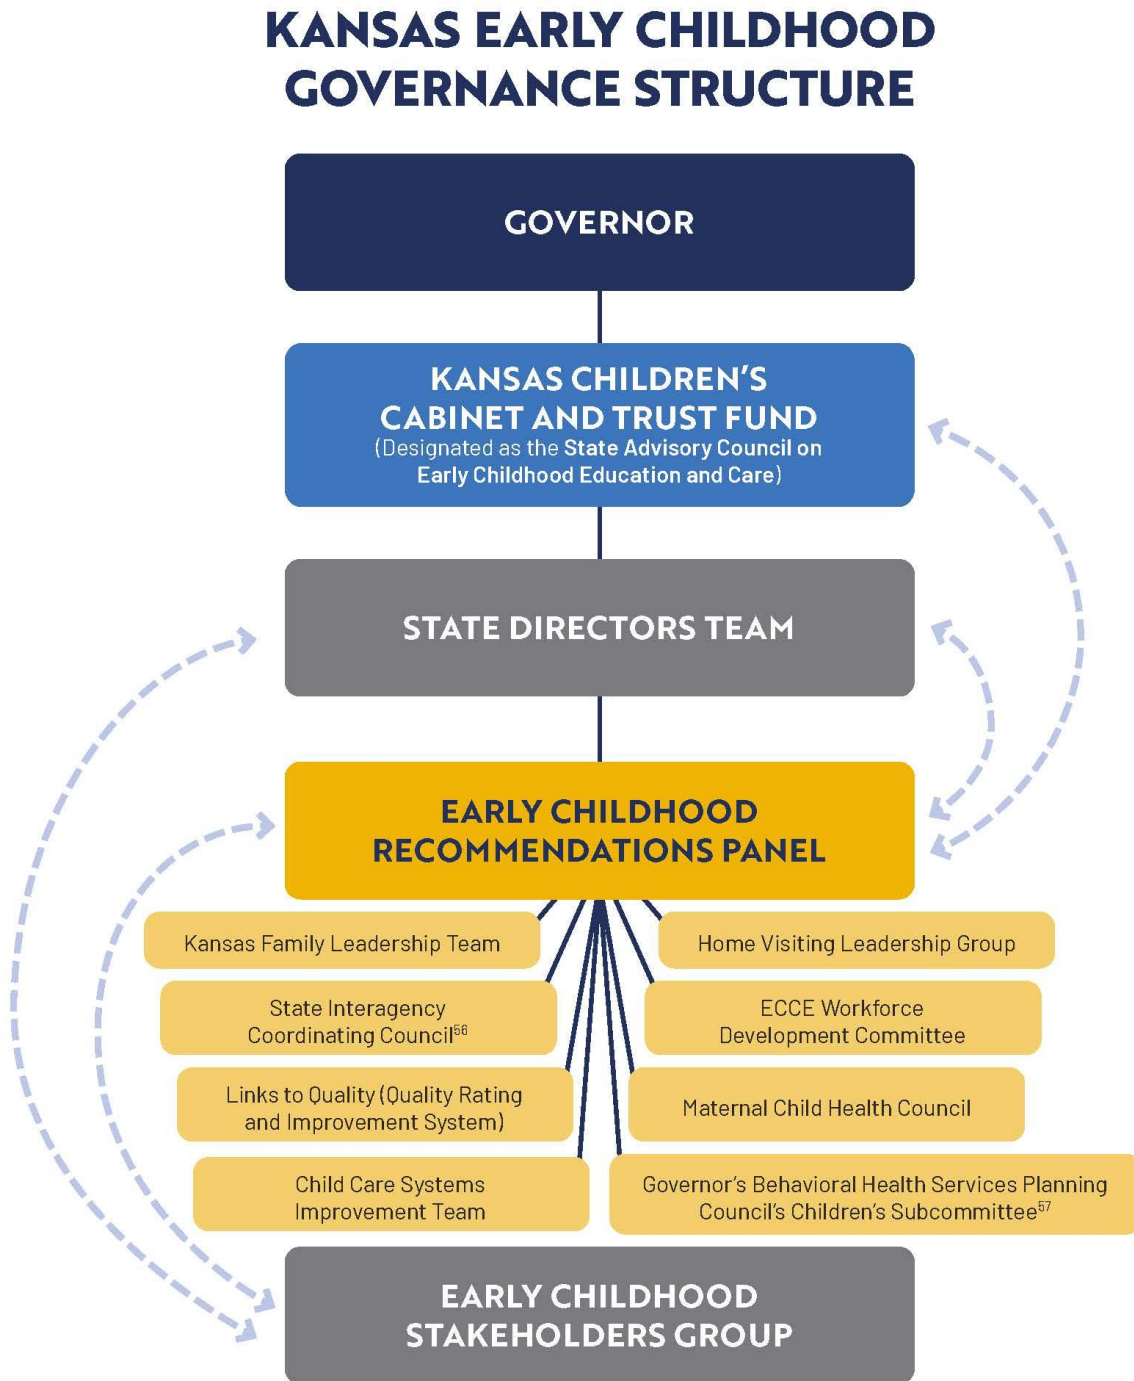 KANSAS EARLY CHILDHOOD
GOVERNANCE STRUCTURE
GOVERNOR
KANSAS CHILDREN’S
CABINET AND TRUST FUND
(Designated as the State Advisory Council on
Early Childhood Education and Care)
STATE DIRECTORS TEAM
EARLY CHILDHOOD
RECOMMENDATIONS PANEL
Kansas Family Leadership Team
Home Visiting Leadership Group
State Interagency
Coordinating Council⁵⁶
ECCE Workforce
Development Committee
Links to Quality (Quality Rating
and Improvement System)
Maternal Child Health Council
Child Care Systems
Improvement Team
Governor’s Behavioral Health Services Planning
Council’s Children’s Subcommittee⁵⁷
EARLY CHILDHOOD
STAKEHOLDERS GROUP